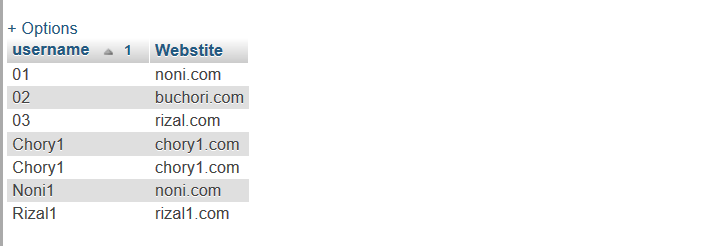 + Options
username 1 Webstite
01 noni.com
02 buchori.com
03 rizal.com
Chory1 chory1.com
Chory1 chory1.com
Noni1 noni.com
Rizal1 rizal1.com